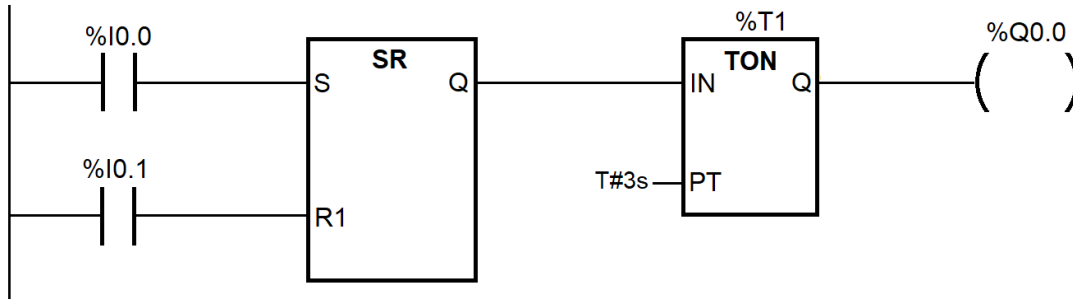 %T1
%I0.0 %Q0.0
SR TON
S Q IN Q
%I0.1
T#3s PT
R1